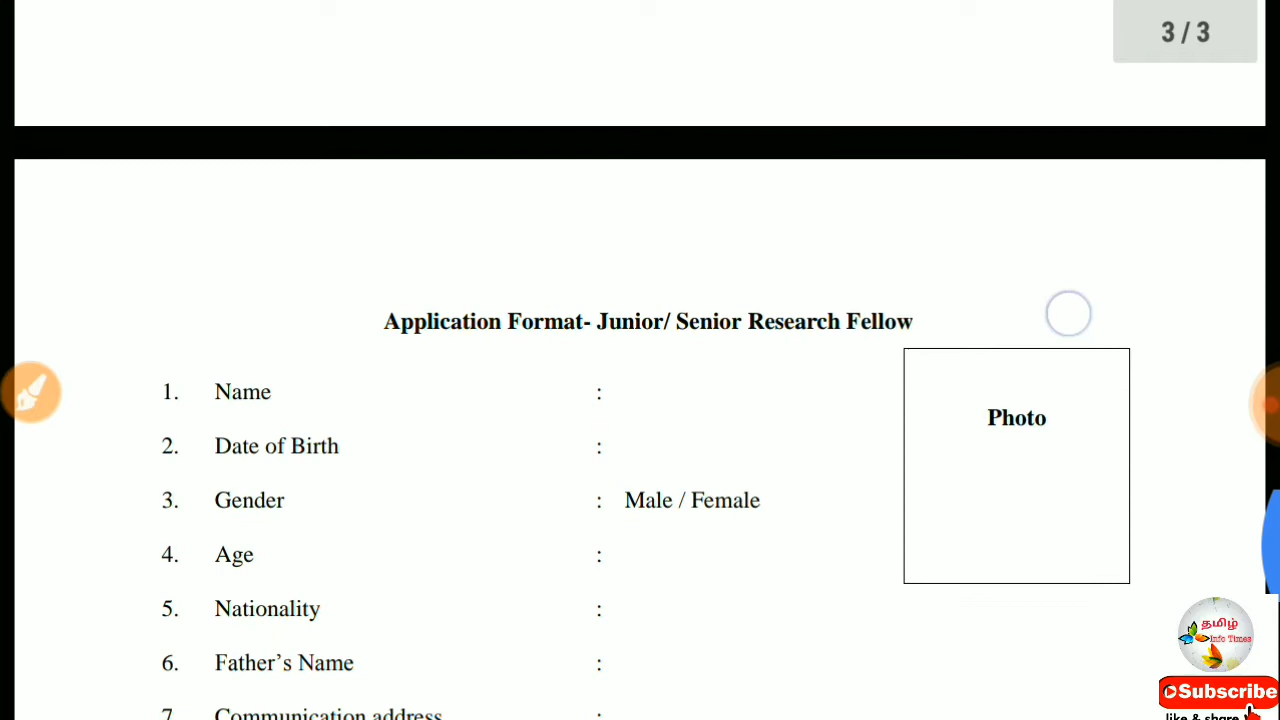 3 / 3
Application Format- Junior/ Senior Research Fellow
Photo
1. Name :
2. Date of Birth :
3. Gender : Male / Female
4. Age :
5. Nationality :
6. Father’s Name :
7. Communication address :
தமிழ்
Info Times
Subscribe
like & share